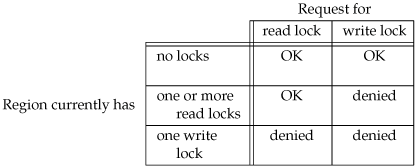 Request for
read lock write lock
no locks OK OK
Region currently has
one or more OK denied
read locks
one write denied denied
lock